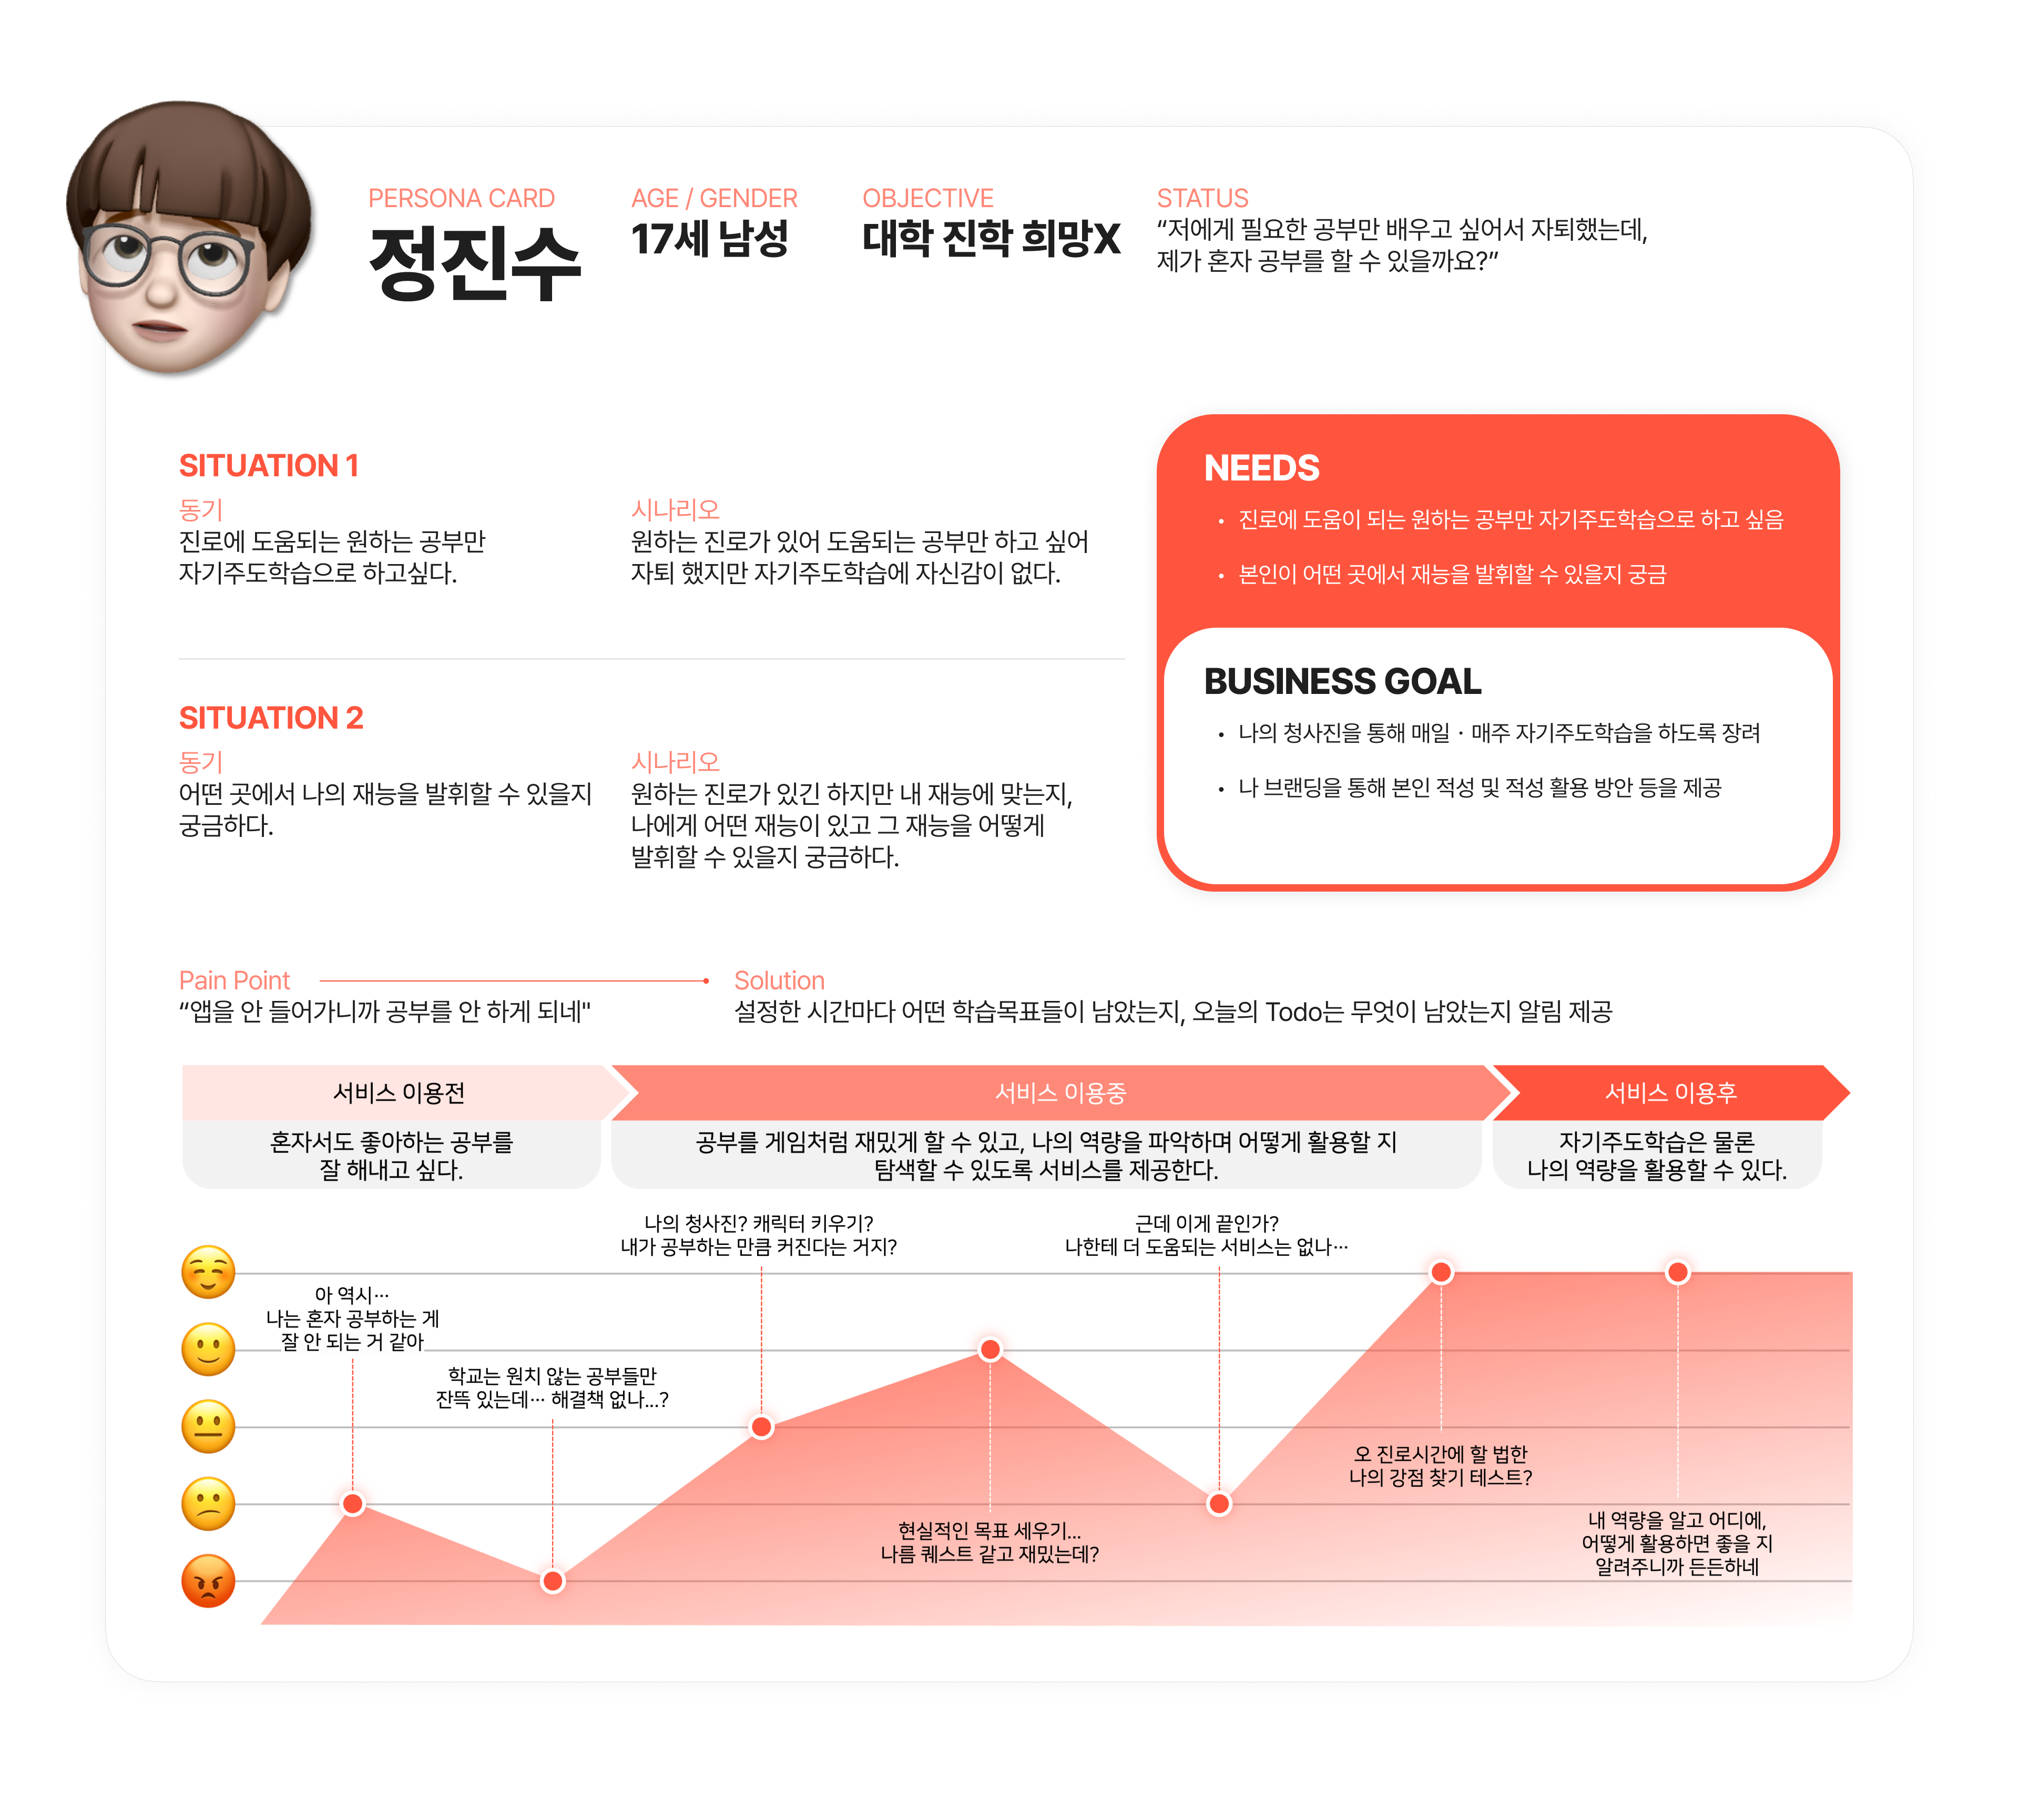 PERSONA CARD
정진수
AGE / GENDER
17세 남성
OBJECTIVE
대학 진학 희망X
STATUS
“저에게 필요한 공부만 배우고 싶어서 자퇴했는데,
제가 혼자 공부를 할 수 있을까요?”
SITUATION 1
동기
진로에 도움되는 원하는 공부만
자기주도학습으로 하고싶다.
시나리오
원하는 진로가 있어 도움되는 공부만 하고 싶어
자퇴 했지만 자기주도학습에 자신감이 없다.
SITUATION 2
동기
어떤 곳에서 나의 재능을 발휘할 수 있을지
궁금하다.
시나리오
원하는 진로가 있긴 하지만 내 재능에 맞는지,
나에게 어떤 재능이 있고 그 재능을 어떻게
발휘할 수 있을지 궁금하다.
NEEDS
• 진로에 도움이 되는 원하는 공부만 자기주도학습으로 하고 싶음
• 본인이 어떤 곳에서 재능을 발휘할 수 있을지 궁금
BUSINESS GOAL
• 나의 청사진을 통해 매일・매주 자기주도학습을 하도록 장려
• 나 브랜딩을 통해 본인 적성 및 적성 활용 방안 등을 제공
Pain Point
“앱을 안 들어가니까 공부를 안 하게 되네"
Solution
설정한 시간마다 어떤 학습목표들이 남았는지, 오늘의 Todo는 무엇이 남았는지 알림 제공
서비스 이용전
혼자서도 좋아하는 공부를
잘 해내고 싶다.
서비스 이용중
공부를 게임처럼 재밌게 할 수 있고, 나의 역량을 파악하며 어떻게 활용할 지
탐색할 수 있도록 서비스를 제공한다.
서비스 이용후
자기주도학습은 물론
나의 역량을 활용할 수 있다.
아 역시…
나는 혼자 공부하는 게
잘 안 되는 거 같아
학교는 원치 않는 공부들만
잔뜩 있는데… 해결책 없나...?
나의 청사진? 캐릭터 키우기?
내가 공부하는 만큼 커진다는 거지?
현실적인 목표 세우기...
나름 퀘스트 같고 재밌는데?
근데 이게 끝인가?
나한테 더 도움되는 서비스는 없나…
오 진로시간에 할 법한
나의 강점 찾기 테스트?
내 역량을 알고 어디에,
어떻게 활용하면 좋을 지
알려주니까 든든하네